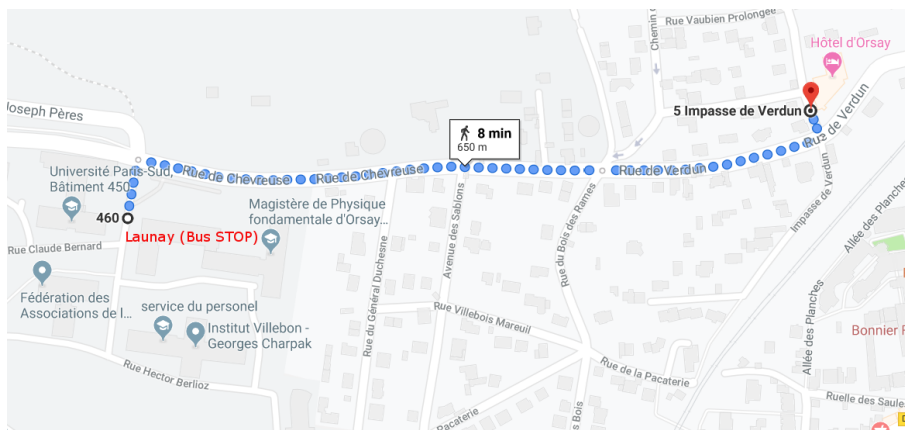 Rue Vaubien Prolongée
Chemin d
Hôtel d'Orsay
Joseph Pères
5 Impasse de Verdun
Rue de Verdun
8 min
650 m
Université Paris-Sud,
Bâtiment 450
Rue de Chevreuse
Rue de Chevreuse
Rue de Verdun
460
Magistère de Physique
fondamentale d'Orsay...
Launay (Bus STOP)
Rue Claude Bernard
Rue du Général Duchesne
Avenue des Sablons
Rue du Bois des Rames
Impasse de Verdun
Allée des Planches
Fédération des
Associations de l...
service du personel
Institut Villebon -
Georges Charpak
Rue Villebois Mareuil
Allée des Planches
Bonnier
Rue Hector Berlioz
Rue de la Pacaterie
Ruelle des Saules
Pacaterie
Bois